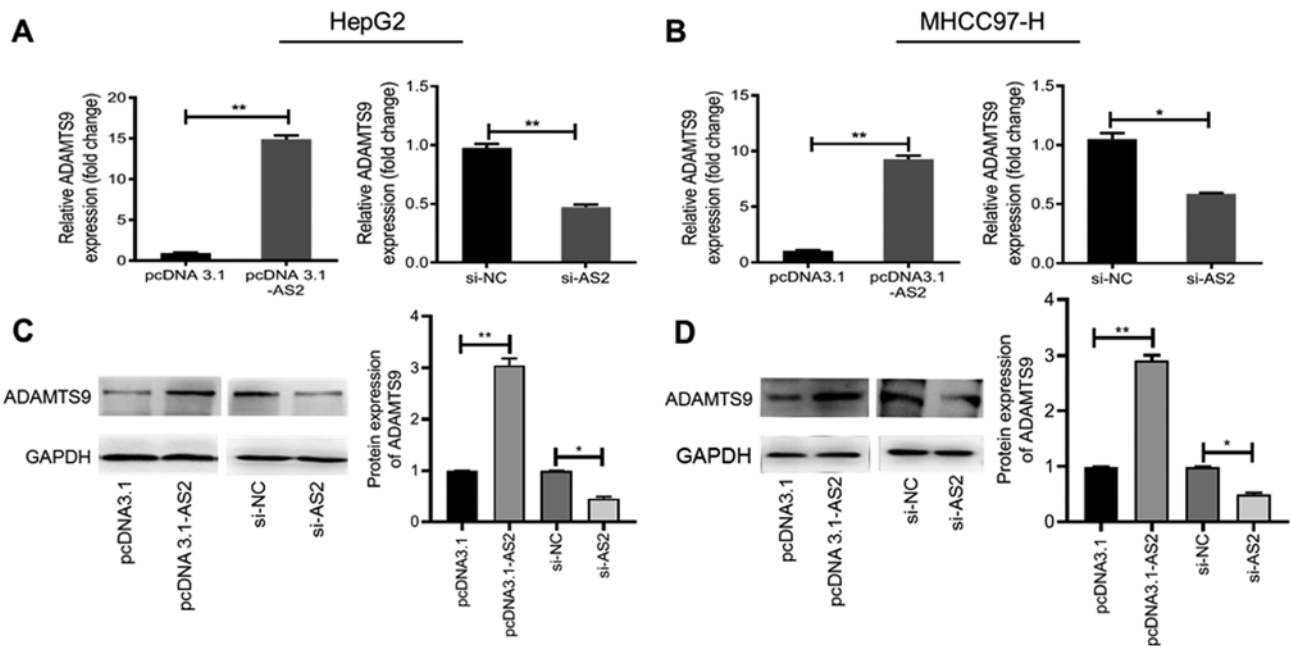 A
HepG2
Relative ADAMTS9
expression (fold change)
20
15
10
5
0
**
pcDNA 3.1
pcDNA 3.1
-AS2
Relative ADAMTS9
expression (fold change)
1.5
1.0
0.5
0.0
**
si-NC
si-AS2
B
MHCC97-H
Relative ADAMTS9
expression (fold change)
15
10
5
0
**
pcDNA3.1
pcDNA3.1
-AS2
Relative ADAMTS9
expression (fold change)
1.5
1.0
0.5
0.0
*
si-NC
si-AS2
C
ADAMTS9
GAPDH
pcDNA3.1
pcDNA 3.1-AS2
si-NC
si-AS2
Protein expression
of ADAMTS9
4
3
2
1
0
**
*
pcDNA3.1
pcDNA3.1-AS2
si-NC
si-AS2
D
ADAMTS9
GAPDH
pcDNA3.1
pcDNA3.1-AS2
si-NC
si-AS2
Protein expression
of ADAMTS9
4
3
2
1
0
**
*
pcDNA3.1
pcDNA3.1-AS2
si-NC
si-AS2